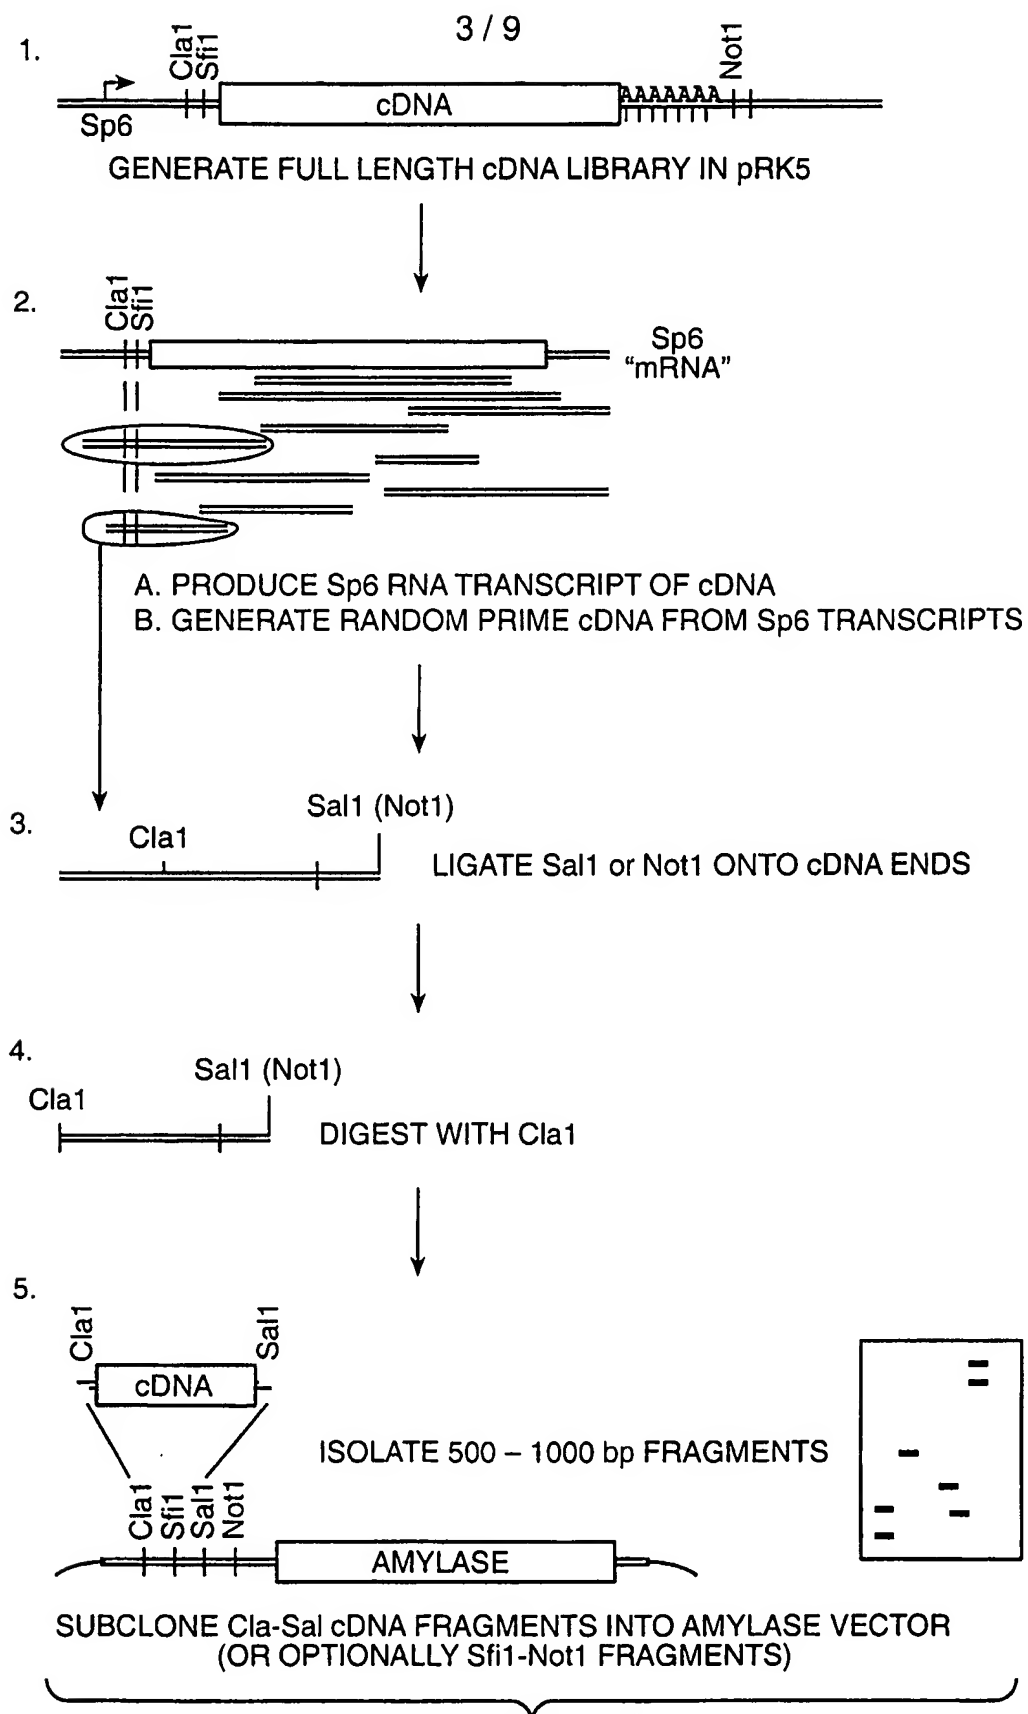 3 / 9
1.
Cla1
Sfi1
Not1
cDNA
AAAAAAA
Sp6
GENERATE FULL LENGTH cDNA LIBRARY IN pRK5
2.
Cla1
Sfi1
Sp6
“mRNA”
A. PRODUCE Sp6 RNA TRANSCRIPT OF cDNA
B. GENERATE RANDOM PRIME cDNA FROM Sp6 TRANSCRIPTS
3.
Sal1 (Not1)
Cla1
LIGATE Sal1 or Not1 ONTO cDNA ENDS
4.
Sal1 (Not1)
Cla1
DIGEST WITH Cla1
5.
Cla1
Sal1
cDNA
ISOLATE 500 – 1000 bp FRAGMENTS
Cla1
Sfi1
Sal1
Not1
AMYLASE
SUBCLONE Cla-Sal cDNA FRAGMENTS INTO AMYLASE VECTOR
(OR OPTIONALLY Sfi1-Not1 FRAGMENTS)